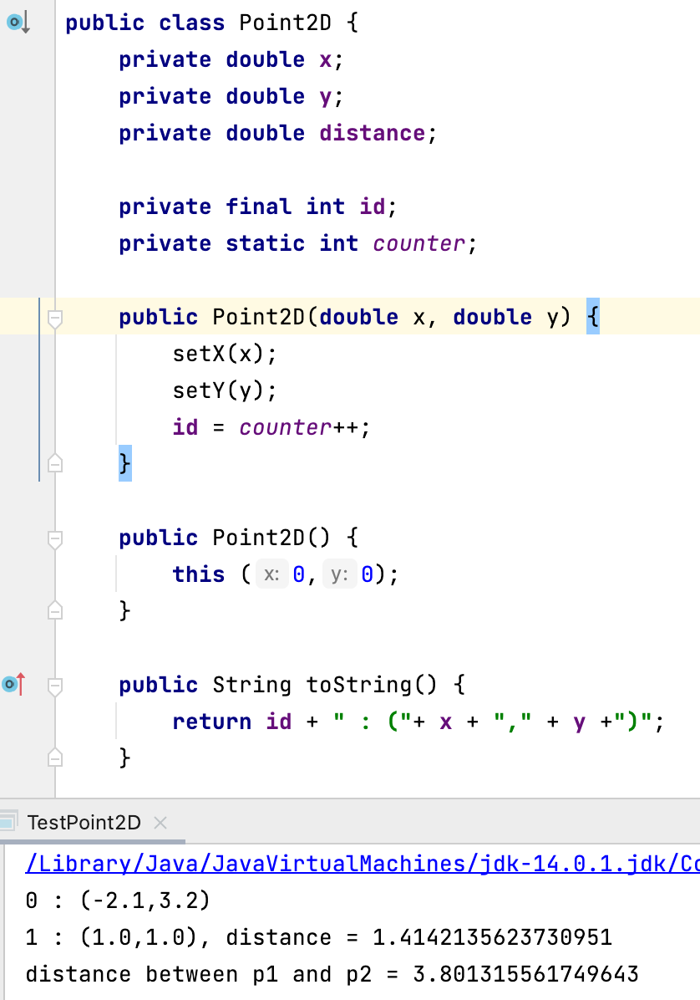 public class Point2D {
private double x;
private double y;
private double distance;
private final int id;
private static int counter;
public Point2D(double x, double y) {
setX(x);
setY(y);
id = counter++;
}
public Point2D() {
this ( x: 0, y: 0);
}
public String toString() {
return id + " : ("+ x + "," + y +")";
}
TestPoint2D
/Library/Java/JavaVirtualMachines/jdk-14.0.1.jdk/Co
0 : (-2.1,3.2)
1 : (1.0,1.0), distance = 1.4142135623730951
distance between p1 and p2 = 3.801315561749643